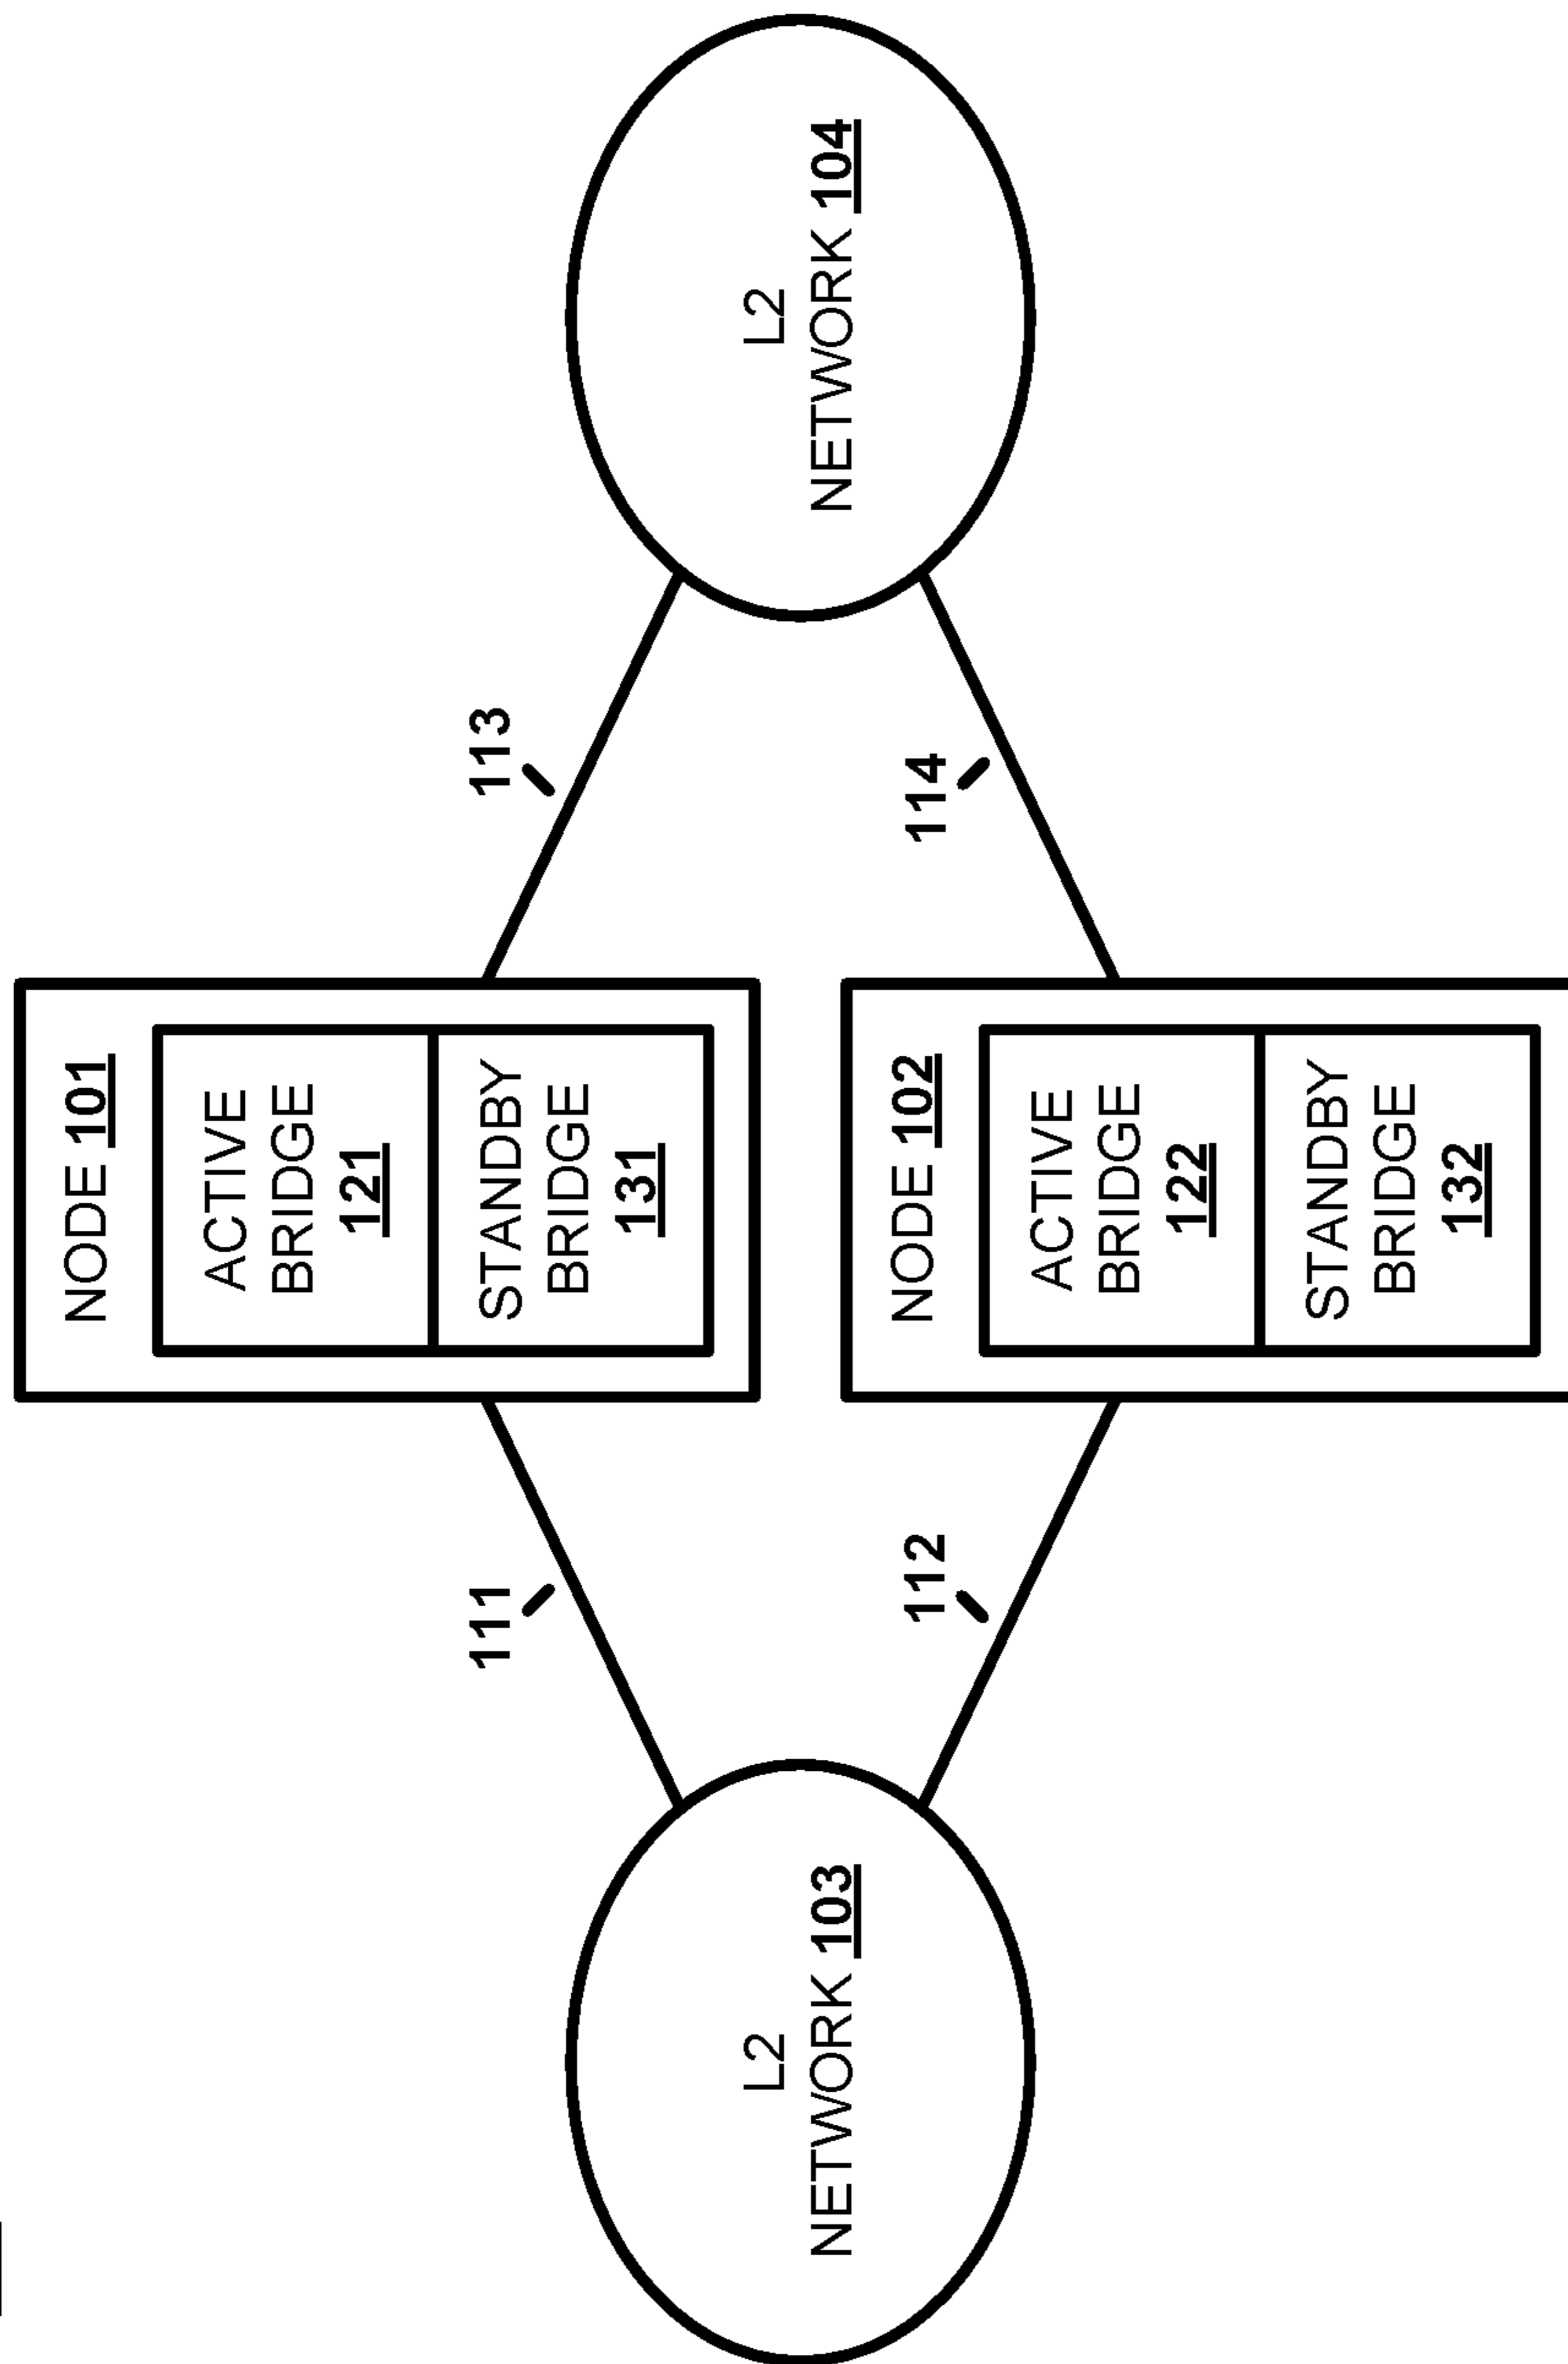 NODE 101
ACTIVE
BRIDGE
121
STANDBY
BRIDGE
131
111
113
L2
NETWORK 103
L2
NETWORK 104
112
114
NODE 102
ACTIVE
BRIDGE
122
STANDBY
BRIDGE
132